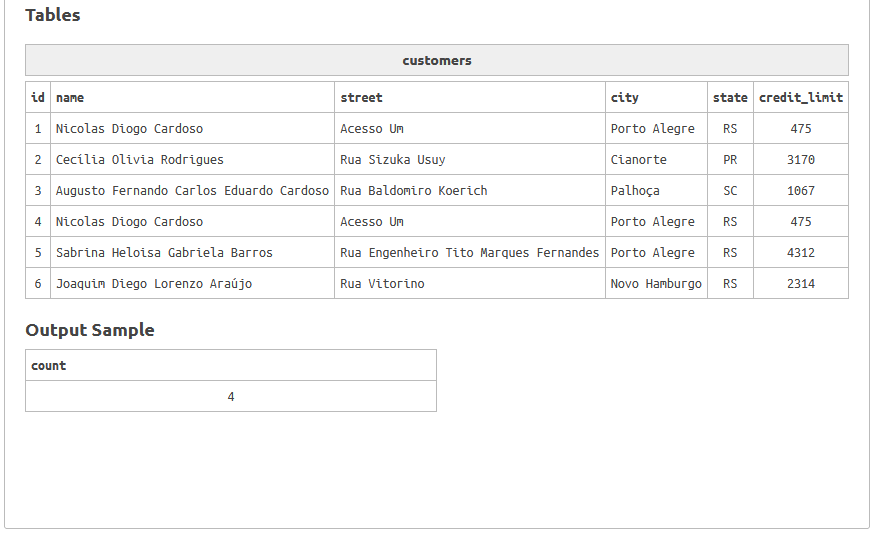 Tables
customers
id name street city state credit_limit
1 Nicolas Diogo Cardoso Acesso Um Porto Alegre RS 475
2 Cecília Olivia Rodrigues Rua Sizuka Usuy Cianorte PR 3170
3 Augusto Fernando Carlos Eduardo Cardoso Rua Baldomiro Koerich Palhoça SC 1067
4 Nicolas Diogo Cardoso Acesso Um Porto Alegre RS 475
5 Sabrina Heloisa Gabriela Barros Rua Engenheiro Tito Marques Fernandes Porto Alegre RS 4312
6 Joaquim Diego Lorenzo Araújo Rua Vitorino Novo Hamburgo RS 2314
Output Sample
count
4